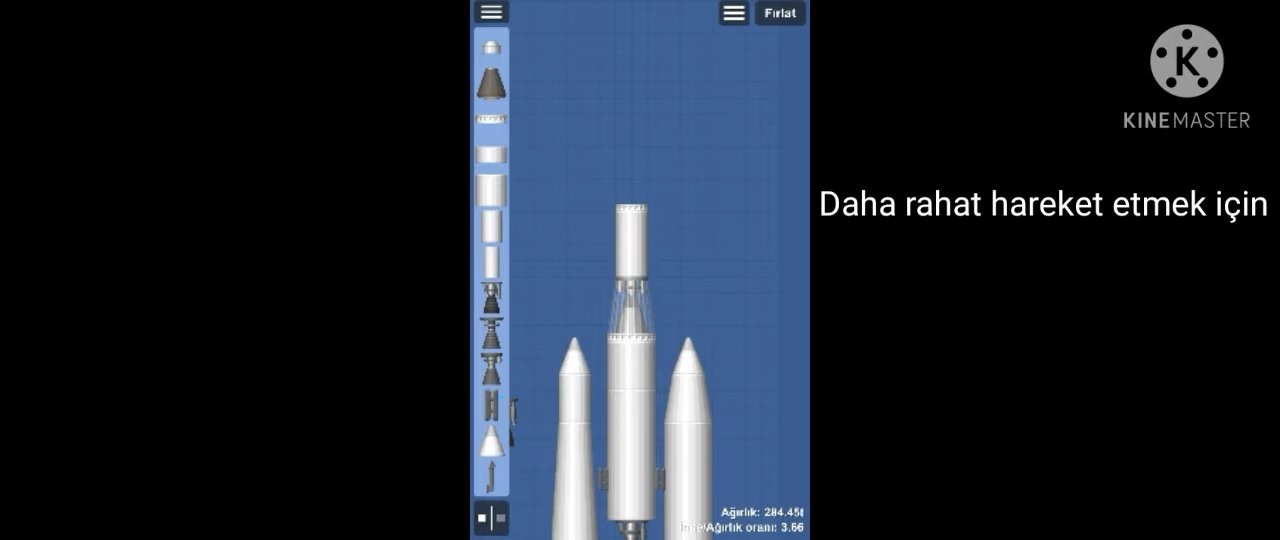 Fırlat
K
KINEMASTER
Daha rahat hareket etmek için
Ağırlık: 284.45t
İtme/Ağırlık oranı: 3.66